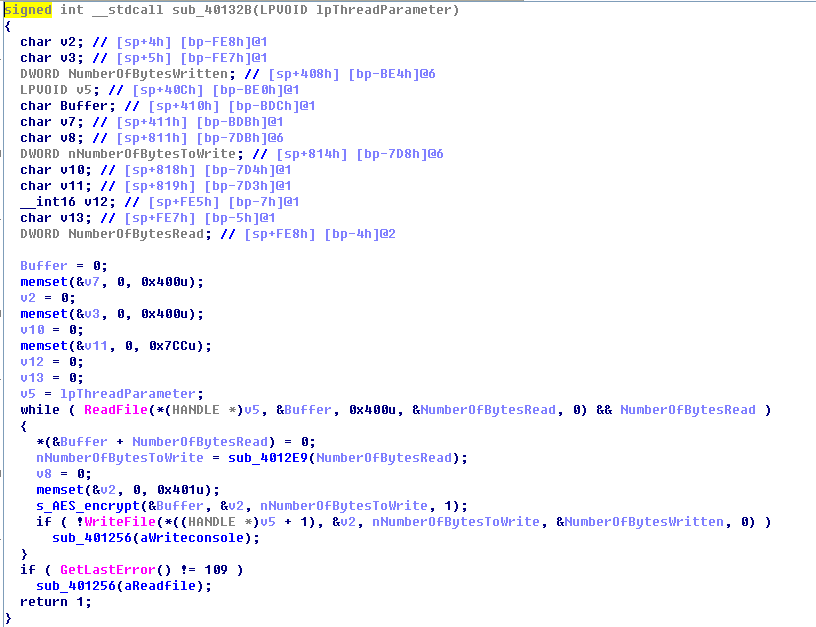 signed int __stdcall sub_40132B(LPVOID lpThreadParameter)
{
char v2; // [sp+4h] [bp-FE8h]@1
char v3; // [sp+5h] [bp-FE7h]@1
DWORD NumberOfBytesWritten; // [sp+408h] [bp-BE4h]@6
LPVOID v5; // [sp+40Ch] [bp-BE0h]@1
char Buffer; // [sp+410h] [bp-BDCh]@1
char v7; // [sp+411h] [bp-BDBh]@1
char v8; // [sp+811h] [bp-7DBh]@6
DWORD nNumberOfBytesToWrite; // [sp+814h] [bp-7D8h]@6
char v10; // [sp+818h] [bp-7D4h]@1
char v11; // [sp+819h] [bp-7D3h]@1
__int16 v12; // [sp+FE5h] [bp-7h]@1
char v13; // [sp+FE7h] [bp-5h]@1
DWORD NumberOfBytesRead; // [sp+FE8h] [bp-4h]@2
Buffer = 0;
memset(&v7, 0, 0x400u);
v2 = 0;
memset(&v3, 0, 0x400u);
v10 = 0;
memset(&v11, 0, 0x7CCu);
v12 = 0;
v13 = 0;
v5 = lpThreadParameter;
while ( ReadFile(*(HANDLE *)v5, &Buffer, 0x400u, &NumberOfBytesRead, 0) && NumberOfBytesRead )
{
*(&Buffer + NumberOfBytesRead) = 0;
nNumberOfBytesToWrite = sub_4012E9(NumberOfBytesRead);
v8 = 0;
memset(&v2, 0, 0x401u);
s_AES_encrypt(&Buffer, &v2, nNumberOfBytesToWrite, 1);
if ( !WriteFile(*((HANDLE *)v5 + 1), &v2, nNumberOfBytesToWrite, &NumberOfBytesWritten, 0) )
sub_401256(aWriteconsole);
}
if ( GetLastError() != 109 )
sub_401256(aReadfile);
return 1;
}